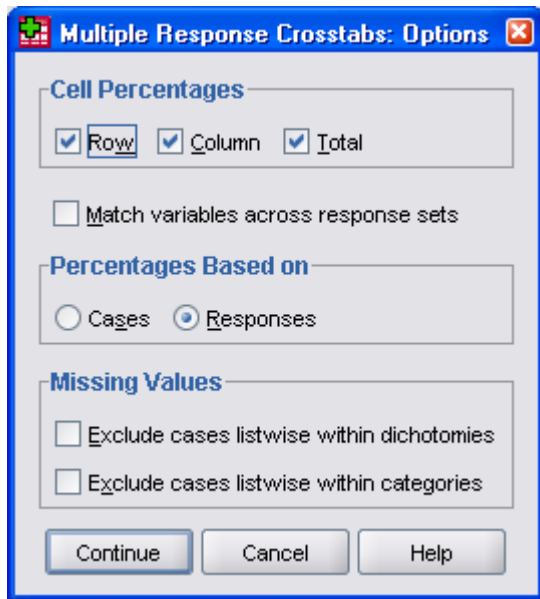 Multiple Response Crosstabs: Options
Cell Percentages
Row Column Total
Match variables across response sets
Percentages Based on
Cases Responses
Missing Values
Exclude cases listwise within dichotomies
Exclude cases listwise within categories
Continue Cancel Help